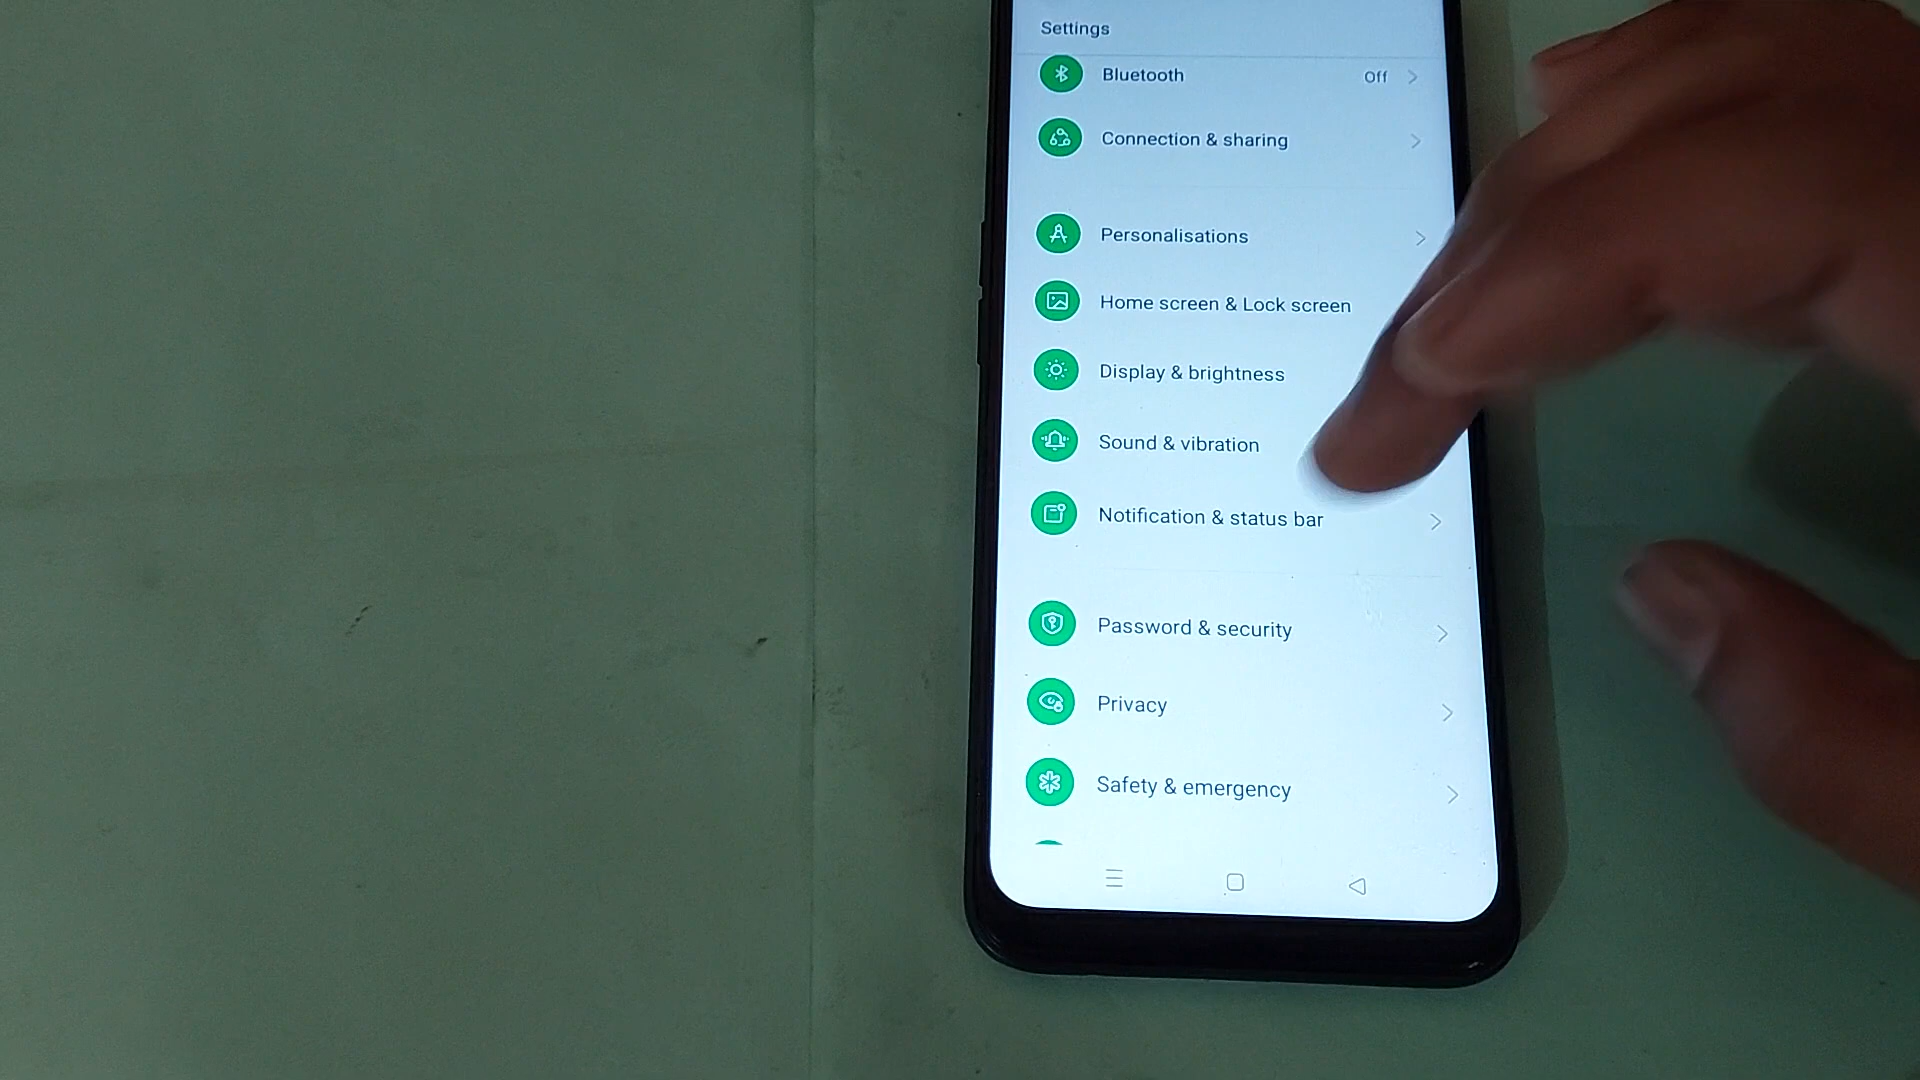 Settings
Bluetooth Off
Connection & sharing
Personalisations
Home screen & Lock screen
Display & brightness
Sound & vibration
Notification & status bar
Password & security
Privacy
Safety & emergency